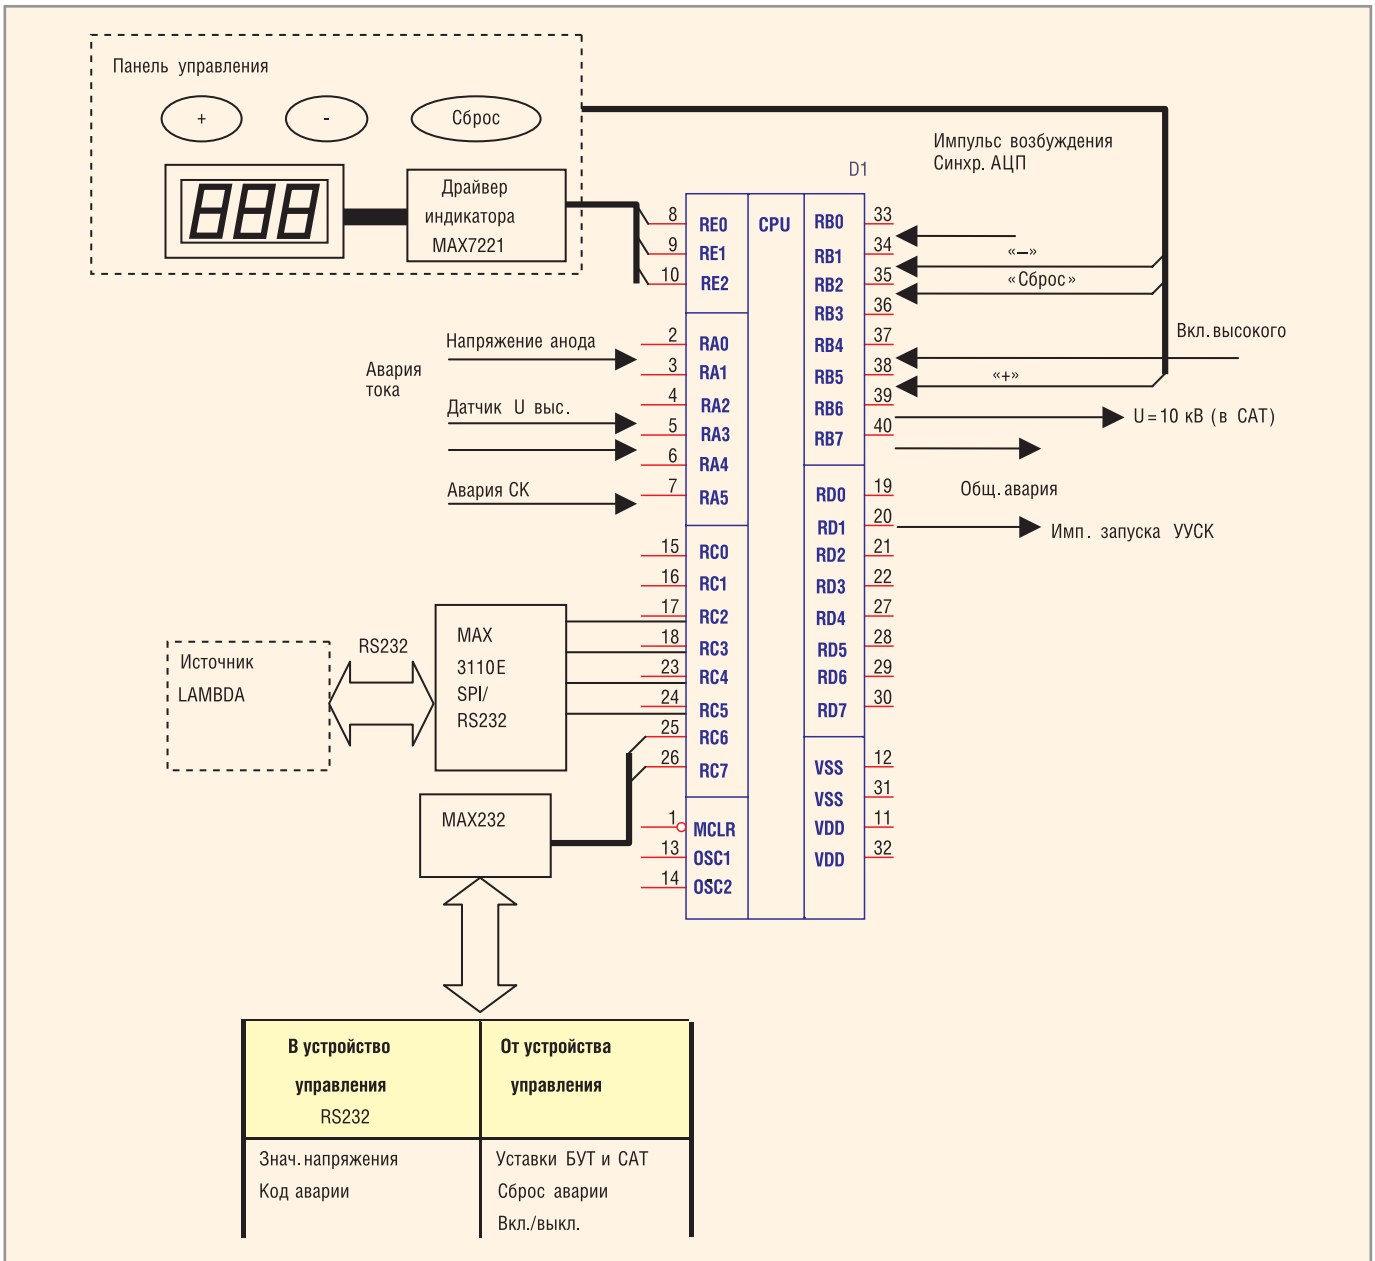 Панель управления
+
-
Сброс
888
Драйвер
индикатора
MAX7221
Импульс возбуждения
Синхр. АЦП
D1
CPU
8 RE0
9 RE1
10 RE2
2 RA0
3 RA1
4 RA2
5 RA3
6 RA4
7 RA5
15 RC0
16 RC1
17 RC2
18 RC3
23 RC4
24 RC5
25 RC6
26 RC7
1 MCLR
13 OSC1
14 OSC2
RB0 33
RB1 34
RB2 35
RB3 36
RB4 37
RB5 38
RB6 39
RB7 40
RD0 19
RD1 20
RD2 21
RD3 22
RD4 27
RD5 28
RD6 29
RD7 30
VSS 12
VSS 31
VDD 11
VDD 32
«–»
«Сброс»
Вкл.высокого
«+»
U=10 кВ (в САТ)
Общ.авария
Имп. запуска УУСК
Напряжение анода
Авария
тока
Датчик U выс.
Авария СК
Источник
LAMBDA
RS232
MAX
3110E
SPI/
RS232
MAX232
В устройство
управления
RS232
От устройства
управления
Знач.напряжения
Код аварии
Уставки БУТ и САТ
Сброс аварии
Вкл./выкл.